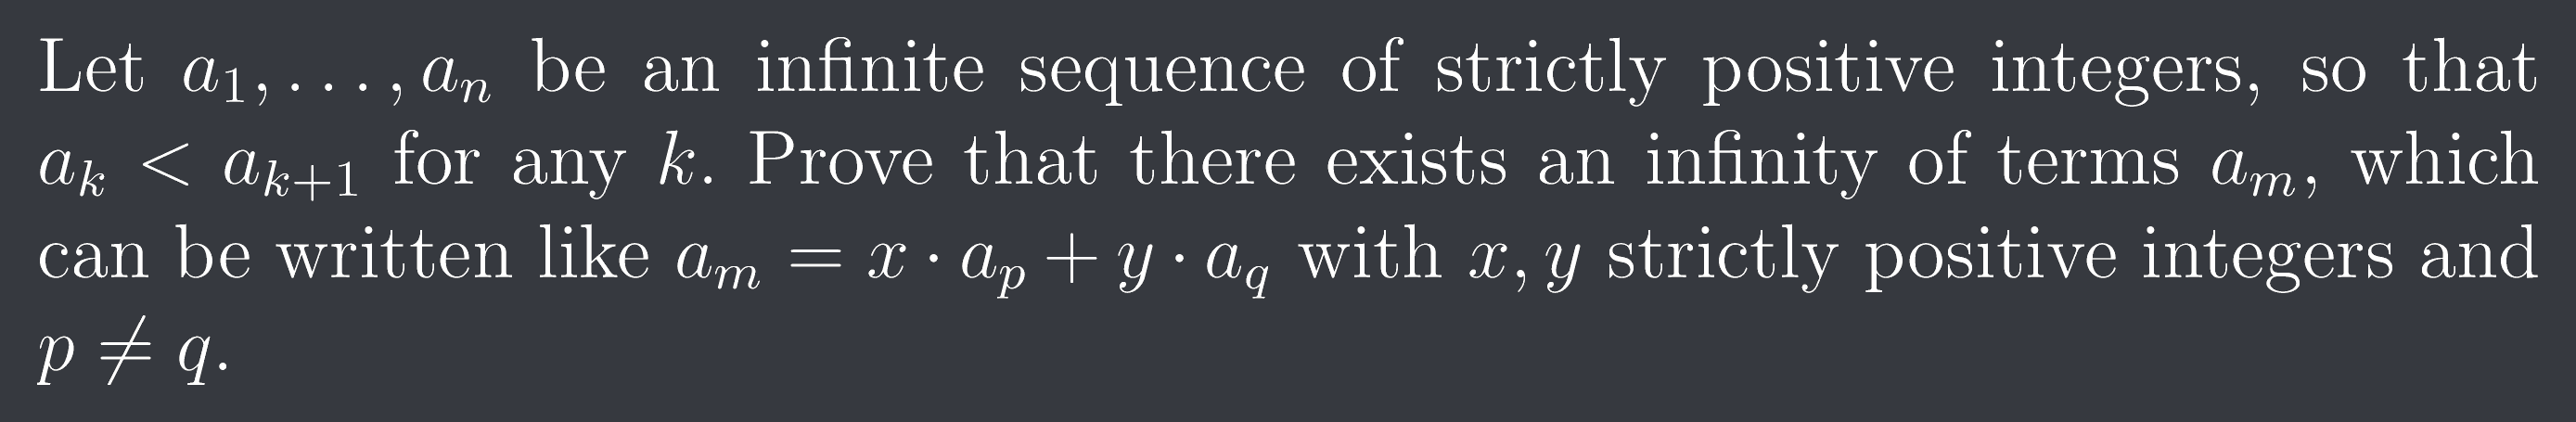 Let $a_1, \ldots, a_n$ be an infinite sequence of strictly positive integers, so that
$a_k < a_{k+1}$ for any $k$. Prove that there exists an infinity of terms $a_m$, which
can be written like $a_m = x \cdot a_p + y \cdot a_q$ with $x, y$ strictly positive integers and
$p \neq q$.